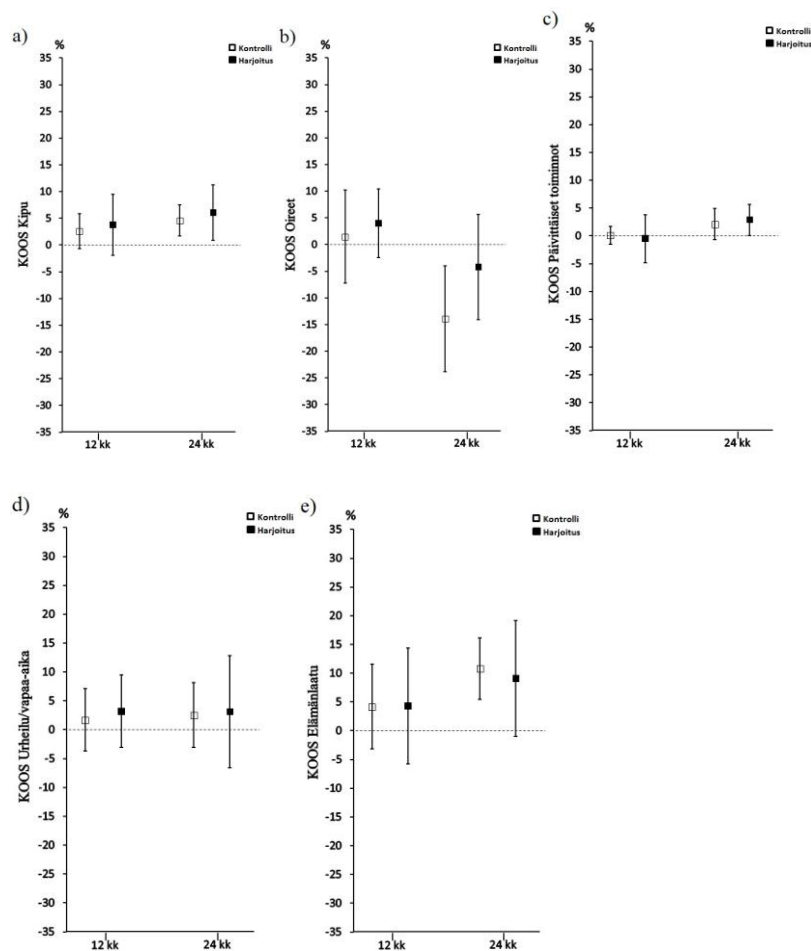 a)
%
Kontrolli
Harjoitus
35
30
25
20
15
10
5
0
-5
-10
-15
-20
-25
-30
-35
KOOS Kipu
12 kk
24 kk
b)
%
Kontrolli
Harjoitus
35
30
25
20
15
10
5
0
-5
-10
-15
-20
-25
-30
-35
KOOS Oireet
12 kk
24 kk
c)
%
Kontrolli
Harjoitus
35
30
25
20
15
10
5
0
-5
-10
-15
-20
-25
-30
-35
KOOS Päivittäiset toiminnot
12 kk
24 kk
d)
%
Kontrolli
Harjoitus
35
30
25
20
15
10
5
0
-5
-10
-15
-20
-25
-30
-35
KOOS Urheilu/vapaa-aika
12 kk
24 kk
e)
%
Kontrolli
Harjoitus
35
30
25
20
15
10
5
0
-5
-10
-15
-20
-25
-30
-35
KOOS Elämänlaatu
12 kk
24 kk